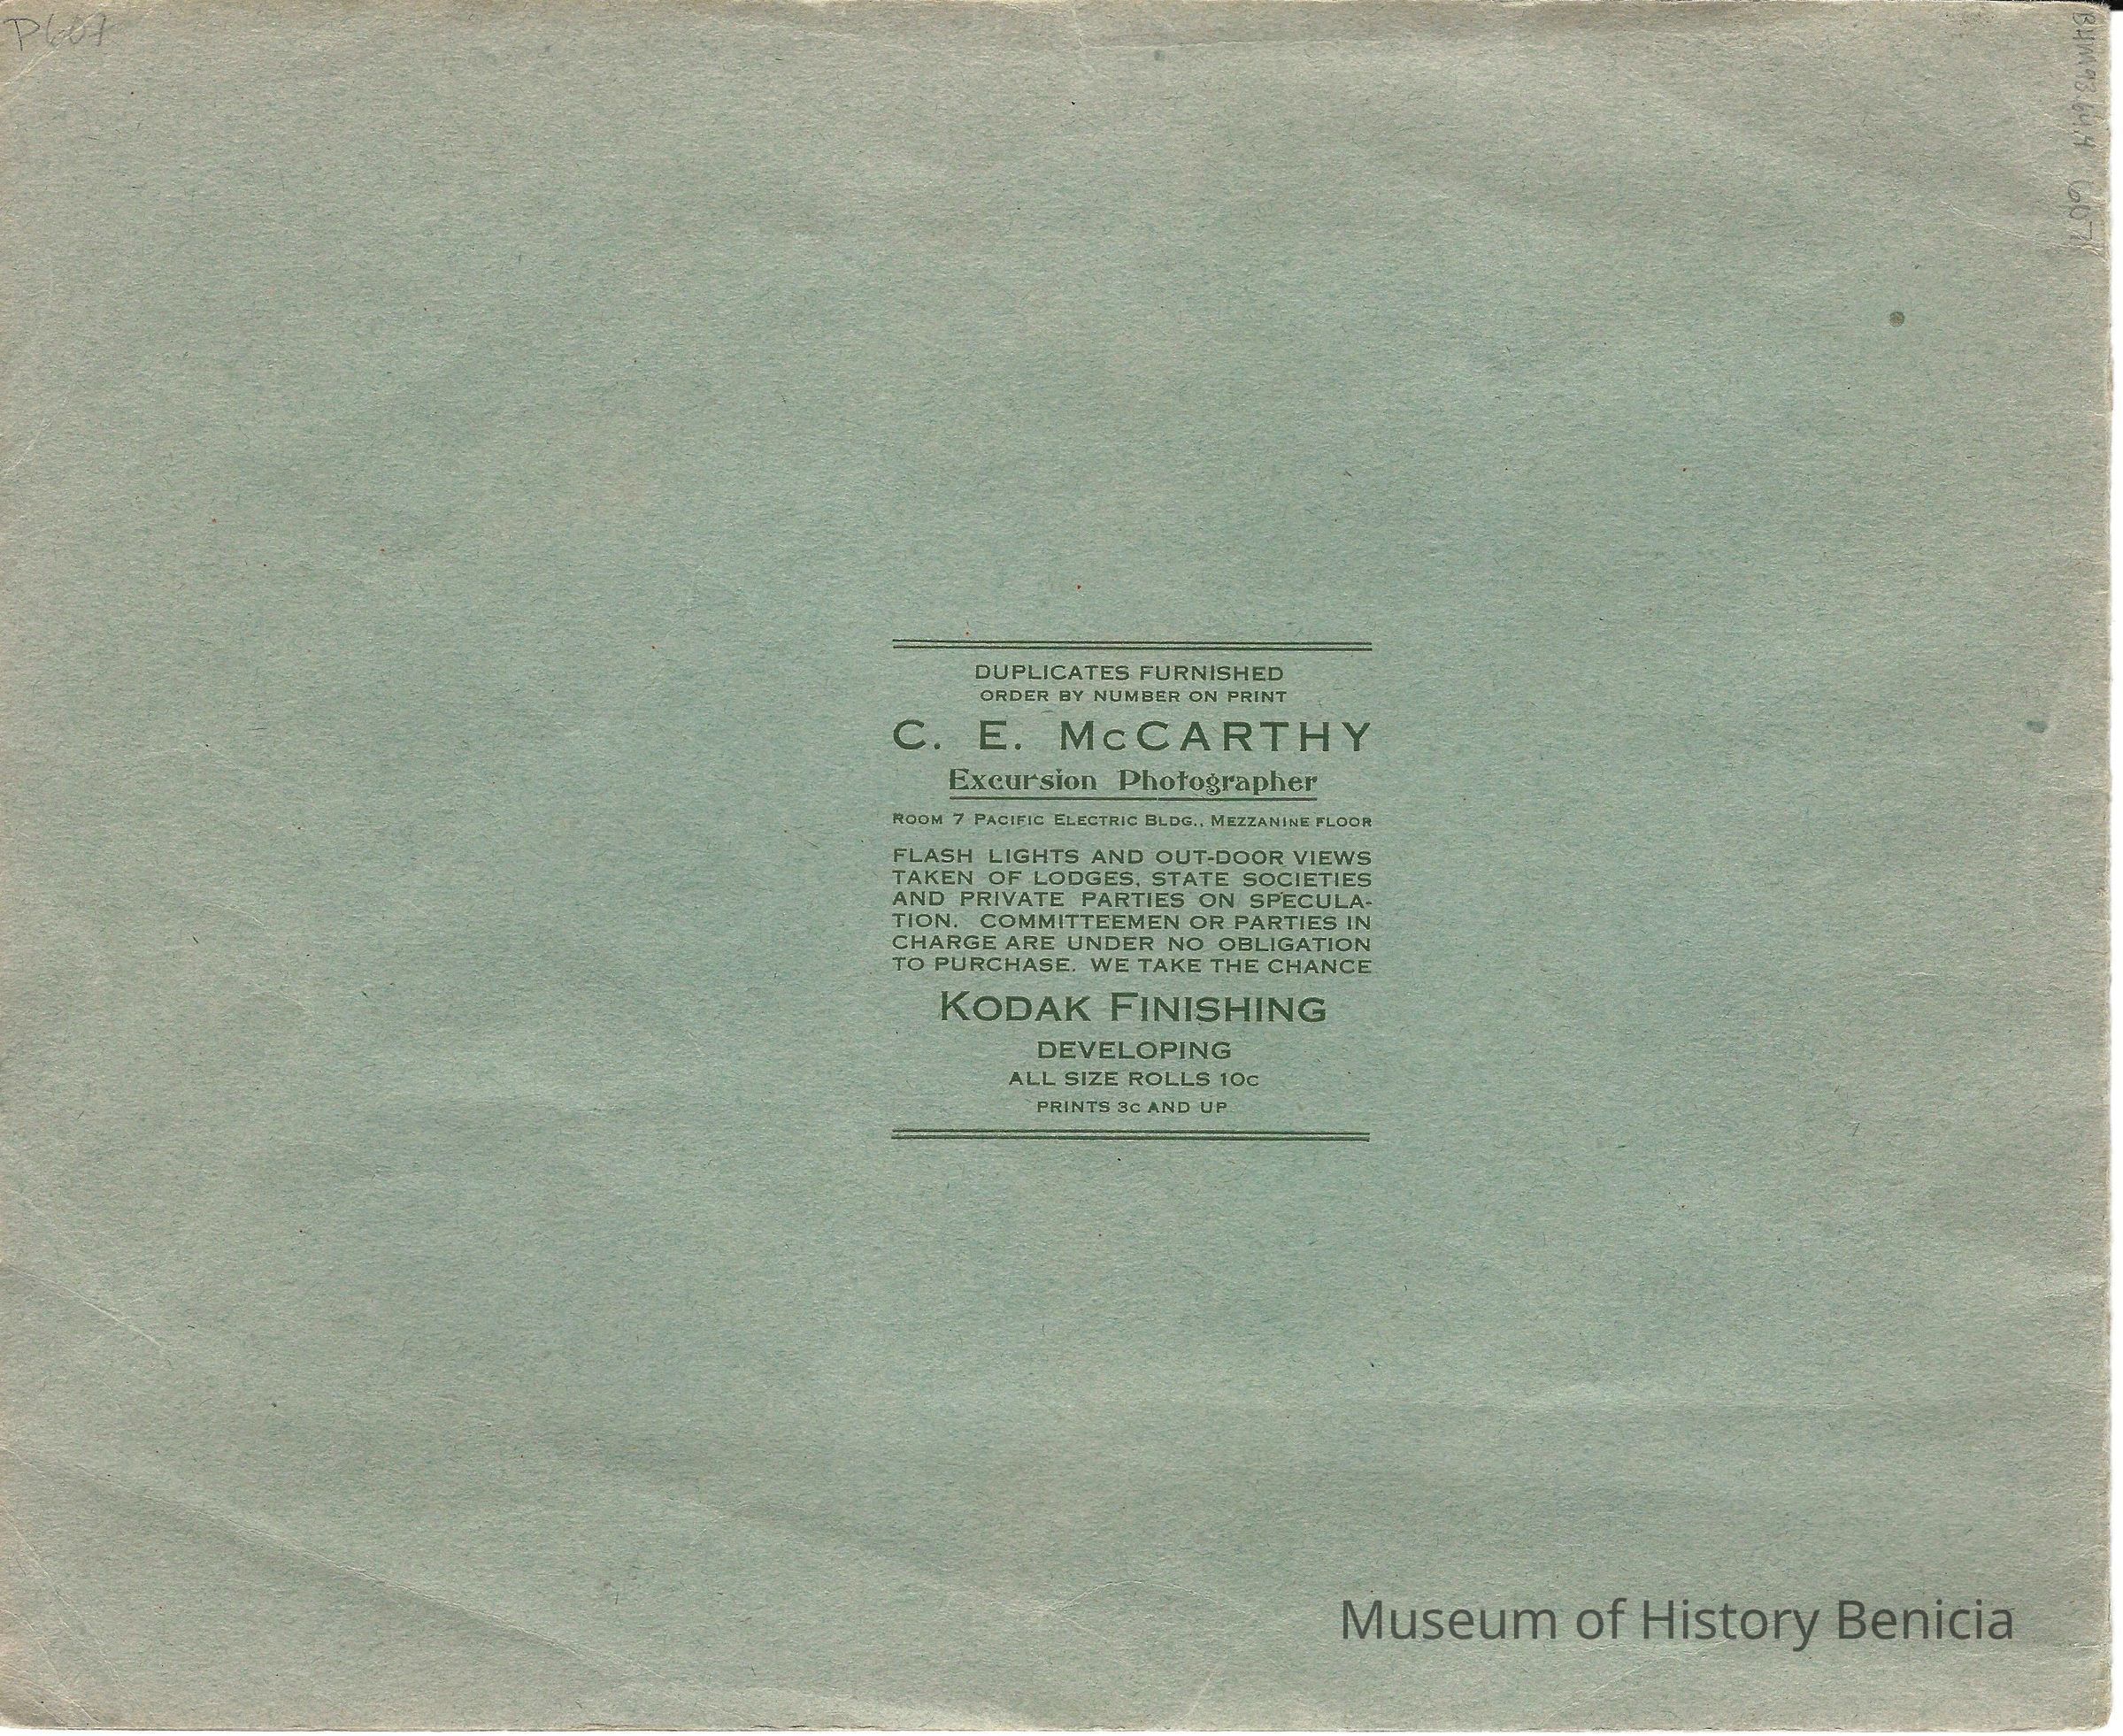 P607
DUPLICATES FURNISHED
ORDER BY NUMBER ON PRINT
C. E. McCARTHY
Excursion Photographer
ROOM 7 PACIFIC ELECTRIC BLDG., MEZZANINE FLOOR
FLASH LIGHTS AND OUT-DOOR VIEWS
TAKEN OF LODGES, STATE SOCIETIES
AND PRIVATE PARTIES ON SPECULA-
TION. COMMITTEEMEN OR PARTIES IN
CHARGE ARE UNDER NO OBLIGATION
TO PURCHASE. WE TAKE THE CHANCE
KODAK FINISHING
DEVELOPING
ALL SIZE ROLLS 10c
PRINTS 3c AND UP
Museum of History Benicia
607